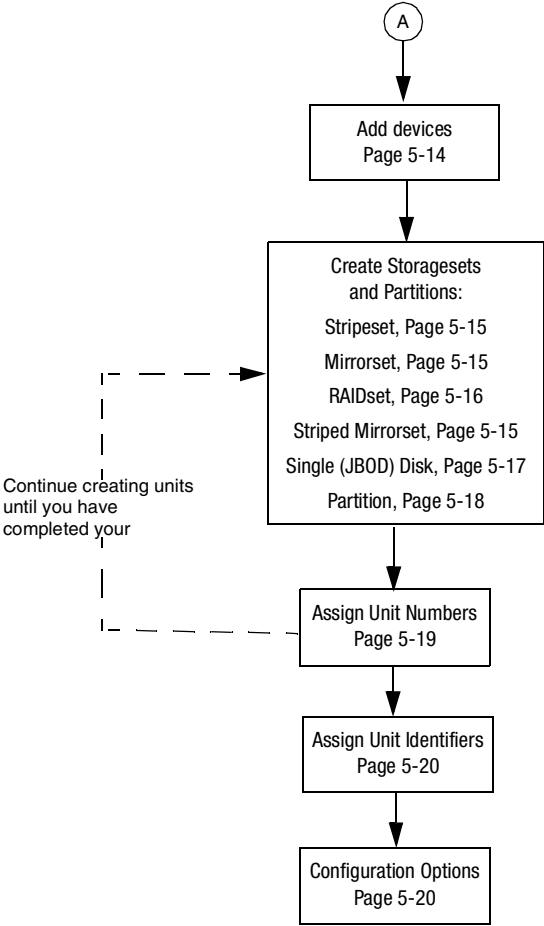 A
Add devices
Page 5-14
Create Storagesets
and Partitions:
Stripeset, Page 5-15
Mirrorset, Page 5-15
RAIDset, Page 5-16
Striped Mirrorset, Page 5-15
Single (JBOD) Disk, Page 5-17
Partition, Page 5-18
Continue creating units
until you have
completed your
Assign Unit Numbers
Page 5-19
Assign Unit Identifiers
Page 5-20
Configuration Options
Page 5-20